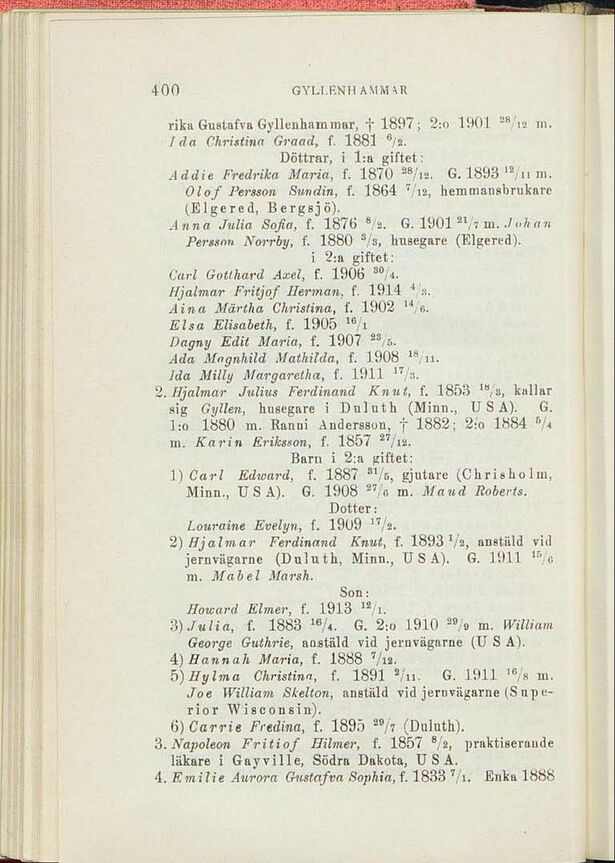 400 GYLLENHAMMAR
rika Gustafva Gyllenhammar, † 1897; 2:o 1901 28/12 m.
Ida Christina Graad, f. 1881 6/2.
Döttrar, i 1:a giftet:
Addie Fredrika Maria, f. 1870 28/12. G. 1893 12/11 m.
Olof Persson Sundin, f. 1864 7/12, hemmansbrukare
(Elgered, Bergsjö).
Anna Julia Sofia, f. 1876 8/2. G. 1901 21/7 m. Johan
Persson Norrby, f. 1880 3/3, husegare (Elgered).
i 2:a giftet:
Carl Gotthard Axel, f. 1906 30/4.
Hjalmar Fritjof Herman, f. 1914 4/3.
Aina Märtha Christina, f. 1902 14/6.
Elsa Elisabeth, f. 1905 16/1
Dagny Edit Maria, f. 1907 23/5.
Ada Magnhild Mathilda, f. 1908 18/11.
Ida Milly Margaretha, f. 1911 17/3.
2. Hjalmar Julius Ferdinand Knut, f. 1853 18/3, kallar
sig Gyllen, husegare i Duluth (Minn., USA). G.
1:o 1880 m. Ranni Andersson, † 1882; 2:o 1884 5/4
m. Karin Eriksson, f. 1857 27/12.
Barn i 2:a giftet:
1) Carl Edward, f. 1887 31/5, gjutare (Chrisholm,
Minn., USA). G. 1908 27/6 m. Maud Roberts.
Dotter:
Louraine Evelyn, f. 1909 17/2.
2) Hjalmar Ferdinand Knut, f. 1893 1/2, anstäld vid
jernvägarne (Duluth, Minn., USA). G. 1911 15/6
m. Mabel Marsh.
Son:
Howard Elmer, f. 1913 12/1.
3) Julia, f. 1883 16/4. G. 2:o 1910 29/9 m. William
George Guthrie, anstäld vid jernvägarne (USA).
4) Hannah Maria, f. 1888 7/12.
5) Hylma Christina, f. 1891 2/11. G. 1911 16/8 m.
Joe William Skelton, anstäld vid jernvägarne (Supe-
rior Wisconsin).
6) Carrie Fredina, f. 1895 29/7 (Duluth).
3. Napoleon Fritiof Hilmer, f. 1857 8/2, praktiserande
läkare i Gayville, Södra Dakota, USA.
4. Emilie Aurora Gustafva Sophia, f. 1833 7/1. Enka 1888